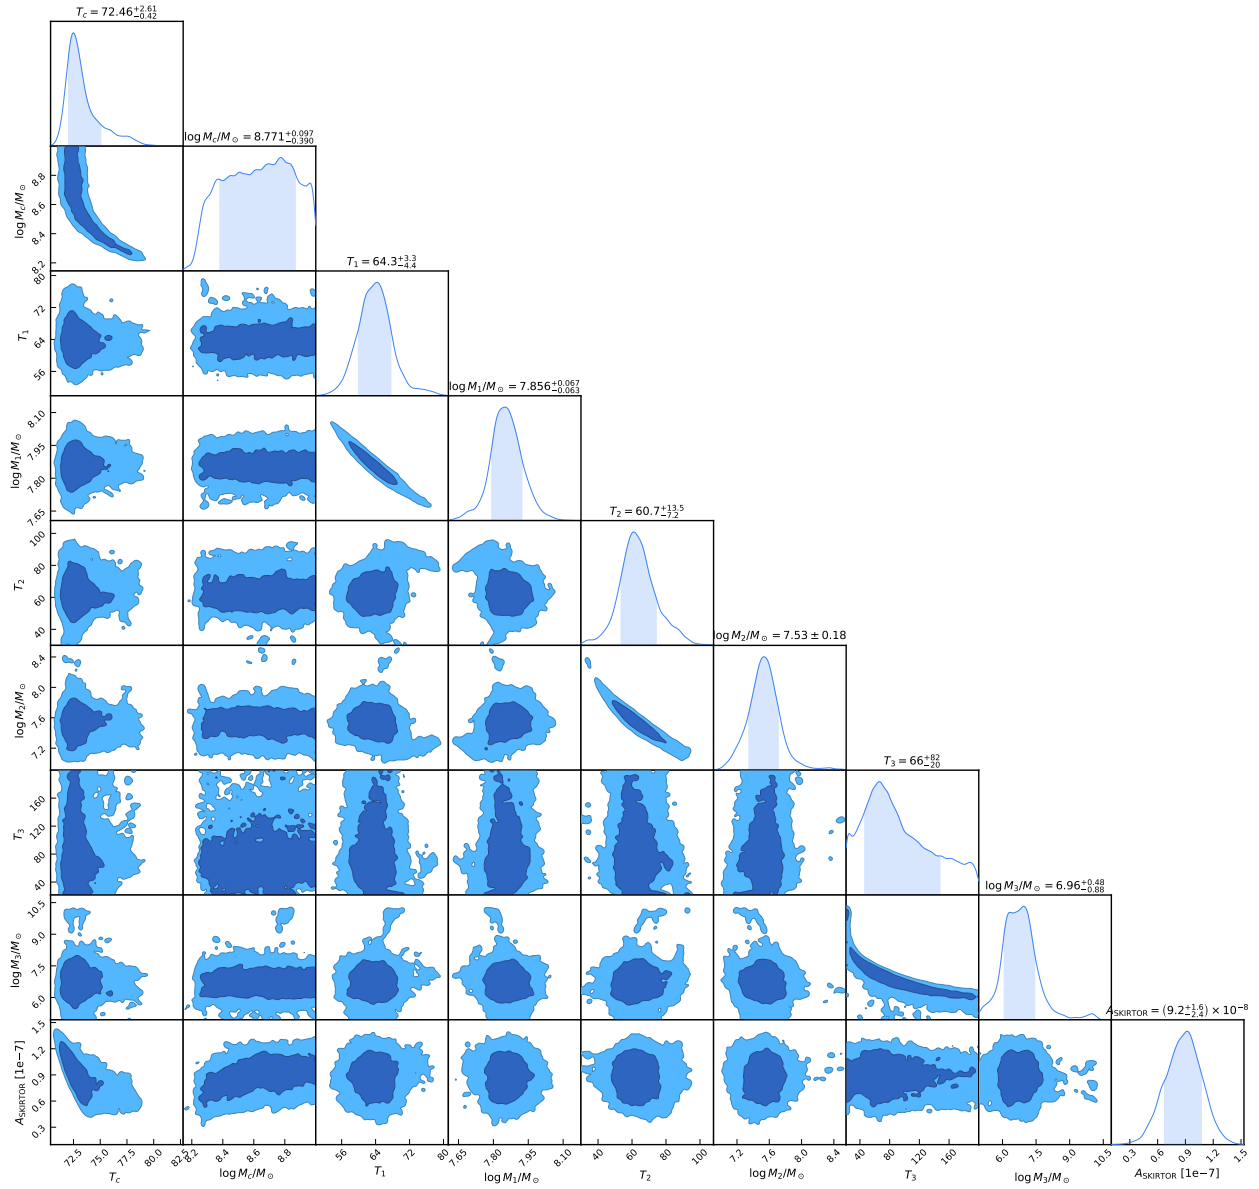 T_c = 72.46^{+2.61}_{-0.42}
log M_c/M_⊙ = 8.771^{+0.097}_{-0.390}
8.8
8.6
8.4
8.2
log M_c/M_⊙
T_1 = 64.3^{+3.3}_{-4.4}
80
72
64
56
T_1
log M_1/M_⊙ = 7.856^{+0.067}_{-0.063}
8.10
7.95
7.80
7.65
log M_1/M_⊙
T_2 = 60.7^{+13.5}_{-7.2}
100
80
60
40
T_2
log M_2/M_⊙ = 7.53 ± 0.18
8.4
8.0
7.6
7.2
log M_2/M_⊙
T_3 = 66^{+82}_{-20}
160
120
80
40
T_3
log M_3/M_⊙ = 6.96^{+0.48}_{-0.88}
10.5
9.0
7.5
6.0
log M_3/M_⊙
A_SKIRTOR = (9.2^{+1.6}_{-2.4}) × 10^{-8}
1.5
1.2
0.9
0.6
0.3
A_SKIRTOR [1e−7]
72.5 75.0 77.5 80.0 82.5 8.4 8.6 8.8 56 64 72 80 7.65 7.80 7.95 8.10 40 60 80 100 7.2 7.6 8.0 8.4 40 80 120 160 6.0 7.5 9.0 10.5 0.3 0.6 0.9 1.2 1.5
T_c log M_c/M_⊙ T_1 log M_1/M_⊙ T_2 log M_2/M_⊙ T_3 log M_3/M_⊙ A_SKIRTOR [1e−7]